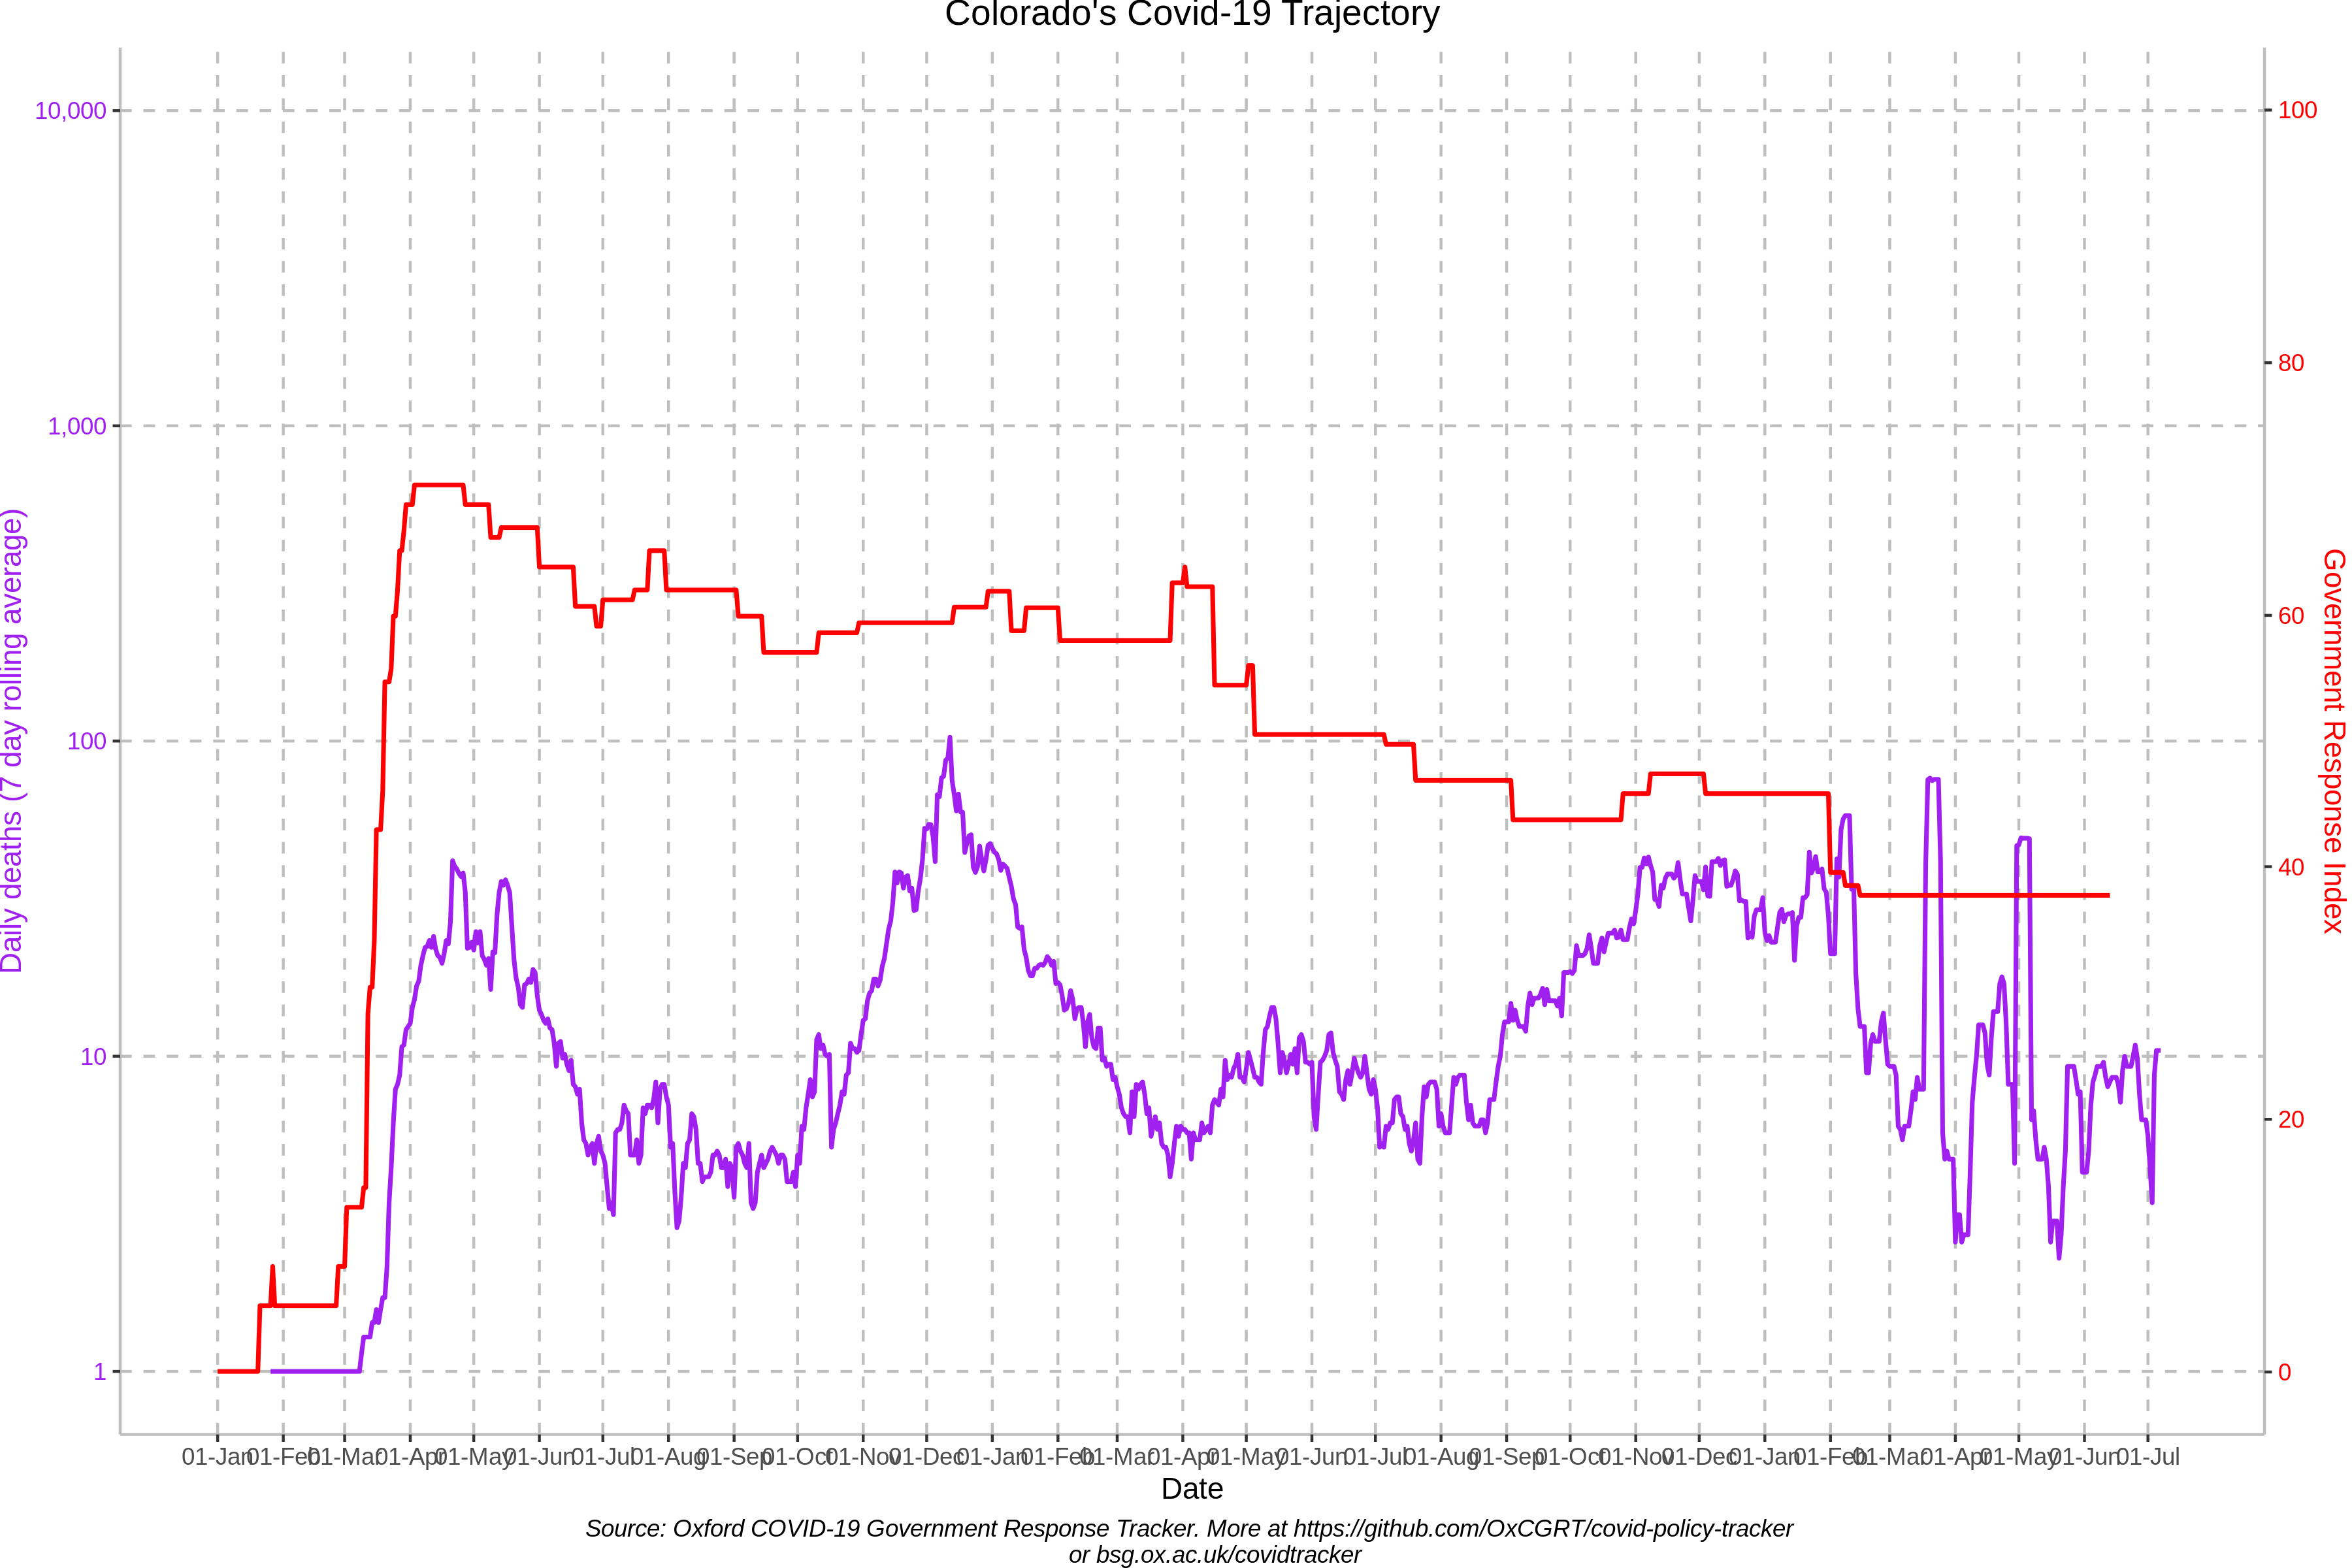 Colorado's Covid-19 Trajectory
10,000
1,000
100
10
1
Daily deaths (7 day rolling average)
100
80
60
40
20
0
Government Response Index
01-Jan 01-Feb 01-Mar 01-Apr 01-May 01-Jun 01-Jul 01-Aug 01-Sep 01-Oct 01-Nov 01-Dec 01-Jan 01-Feb 01-Mar 01-Apr 01-May 01-Jun 01-Jul 01-Aug 01-Sep 01-Oct 01-Nov 01-Dec 01-Jan 01-Feb 01-Mar 01-Apr 01-May 01-Jun 01-Jul
Date
Source: Oxford COVID-19 Government Response Tracker. More at https://github.com/OxCGRT/covid-policy-tracker
or bsg.ox.ac.uk/covidtracker